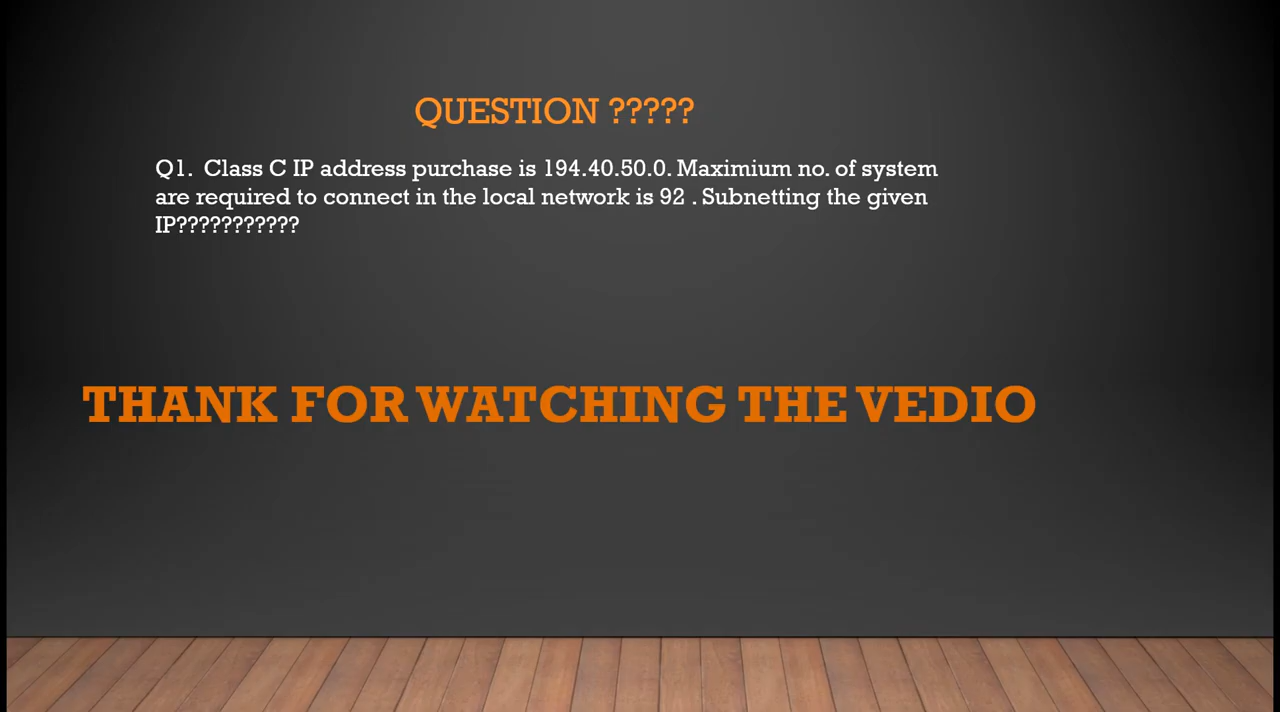 QUESTION ?????
Q1.  Class C IP address purchase is 194.40.50.0. Maximium no. of system
are required to connect in the local network is 92 . Subnetting the given
IP???????????
THANK FOR WATCHING THE VEDIO